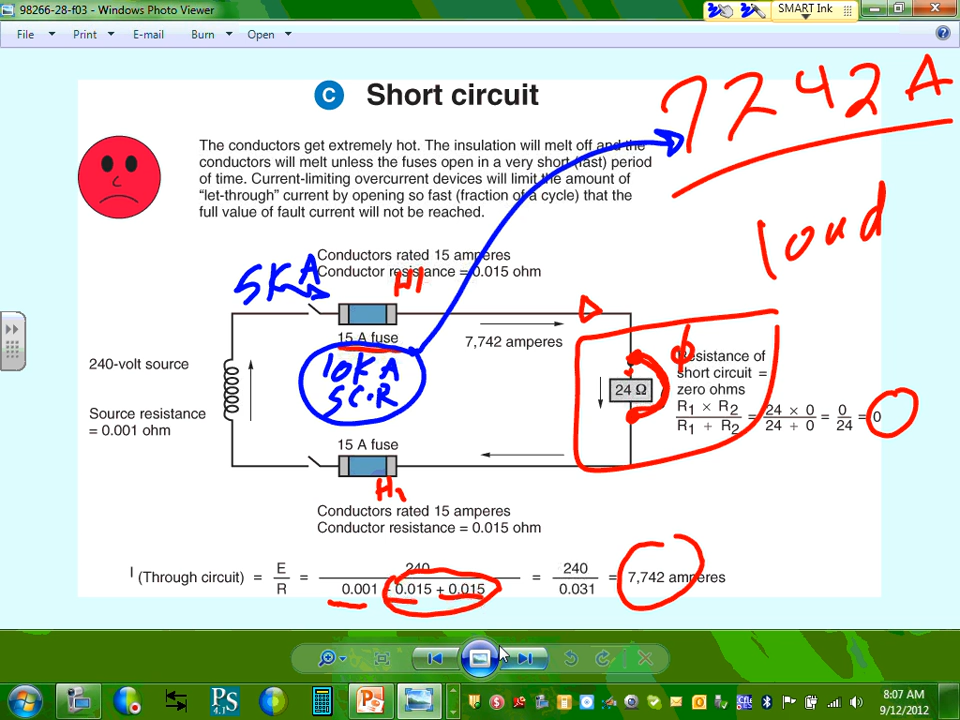 98266-28-f03 - Windows Photo Viewer
SMART Ink
File Print E-mail Burn Open
C Short circuit
7242 A
The conductors get extremely hot. The insulation will melt off and the
conductors will melt unless the fuses open in a very short (fast) period
of time. Current-limiting overcurrent devices will limit the amount of
"let-through" current by opening so fast (fraction of a cycle) that the
full value of fault current will not be reached.
load
Conductors rated 15 amperes
Conductor resistance = 0.015 ohm
5KA
H1
15 A fuse
7,742 amperes
10KA
SCR
240-volt source
Source resistance
= 0.001 ohm
24 Ω
Resistance of
short circuit =
zero ohms
R1 × R2 / R1 + R2 = 24 × 0 / 24 + 0 = 0 / 24 = 0
15 A fuse
Conductors rated 15 amperes
Conductor resistance = 0.015 ohm
I (Through circuit) = E / R = 240 / 0.001 + 0.015 + 0.015 = 240 / 0.031 = 7,742 amperes
Ps
4.1
8:07 AM
9/12/2012